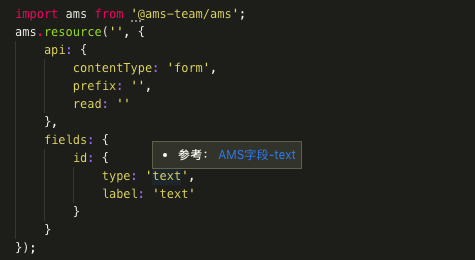 import ams from '@ams-team/ams';
ams.resource('', {
    api: {
        contentType: 'form',
        prefix: '',
        read: ''
    },
    fields: {
        id: {
• 参考： AMS字段-text
            type: 'text',
            label: 'text'
        }
    }
});